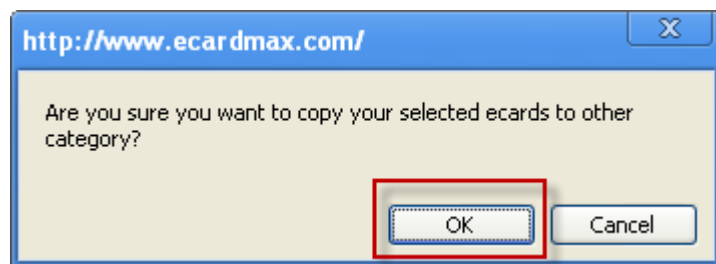 http://www.ecardmax.com/
Are you sure you want to copy your selected ecards to other
category?
OK
Cancel